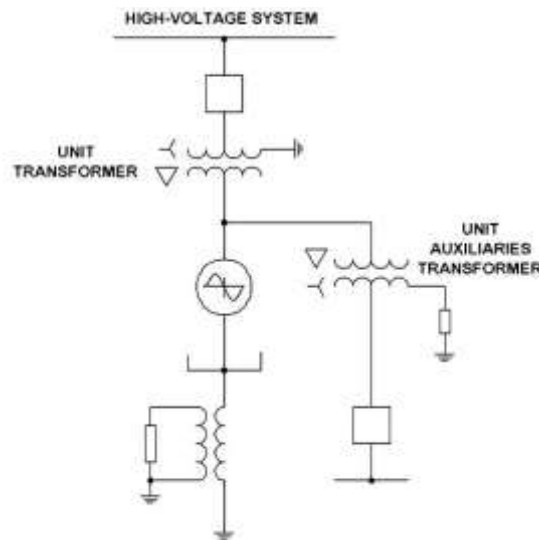 HIGH-VOLTAGE SYSTEM
UNIT
TRANSFORMER
UNIT
AUXILIARIES
TRANSFORMER